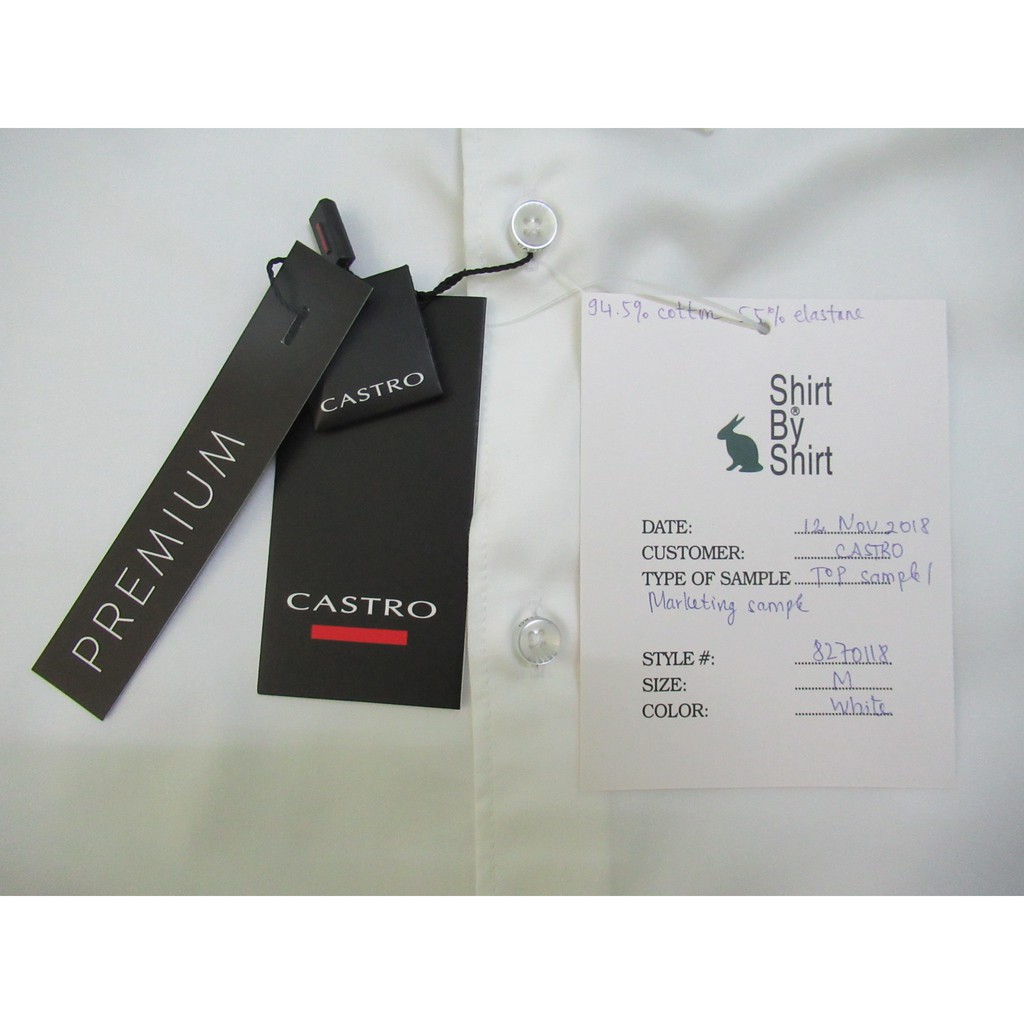 PREMIUM
CASTRO
CASTRO
94.5% cotton 5.5% elastane
Shirt
By®
Shirt
DATE: 12 Nov 2018
CUSTOMER: CASTRO
TYPE OF SAMPLE TOP sample/
Marketing sample
STYLE #: 8270118
SIZE: M
COLOR: White